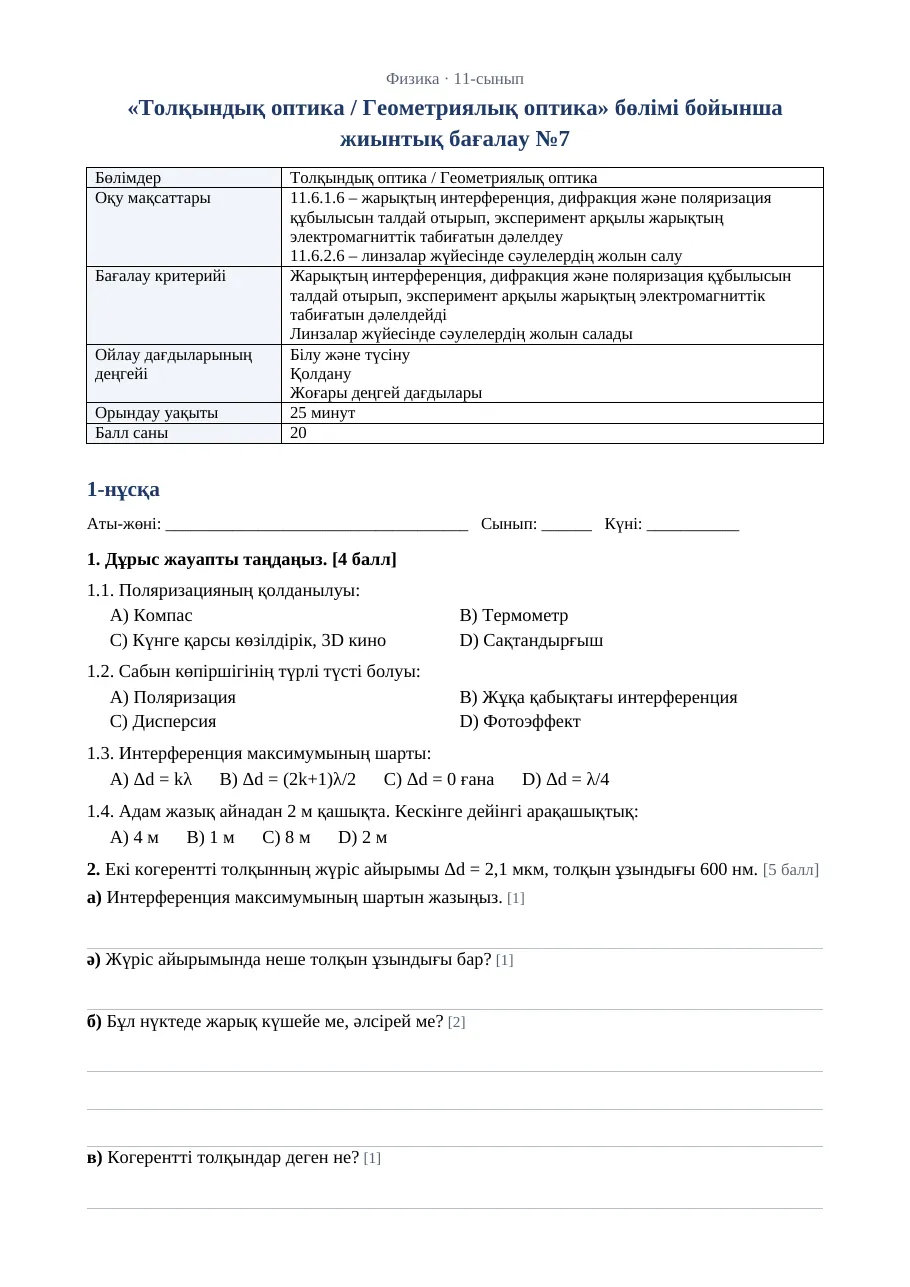 Физика · 11-сынып
«Толқындық оптика / Геометриялық оптика» бөлімі бойынша
жиынтық бағалау №7
Бөлімдер
Толқындық оптика / Геометриялық оптика
Оқу мақсаттары
11.6.1.6 – жарықтың интерференция, дифракция және поляризация
құбылысын талдай отырып, эксперимент арқылы жарықтың
электромагниттік табиғатын дәлелдеу
11.6.2.6 – линзалар жүйесінде сәулелердің жолын салу
Бағалау критерийі
Жарықтың интерференция, дифракция және поляризация құбылысын
талдай отырып, эксперимент арқылы жарықтың электромагниттік
табиғатын дәлелдейді
Линзалар жүйесінде сәулелердің жолын салады
Ойлау дағдыларының
деңгейі
Білу және түсіну
Қолдану
Жоғары деңгей дағдылары
Орындау уақыты
25 минут
Балл саны
20
1-нұсқа
Аты-жөні: ____________________________________ Сынып: ______ Күні: ___________
1. Дұрыс жауапты таңдаңыз. [4 балл]
1.1. Поляризацияның қолданылуы:
A) Компас B) Термометр
C) Күнге қарсы көзілдірік, 3D кино D) Сақтандырғыш
1.2. Сабын көпіршігінің түрлі түсті болуы:
A) Поляризация B) Жұқа қабықтағы интерференция
C) Дисперсия D) Фотоэффект
1.3. Интерференция максимумының шарты:
A) Δd = kλ B) Δd = (2k+1)λ/2 C) Δd = 0 ғана D) Δd = λ/4
1.4. Адам жазық айнадан 2 м қашықта. Кескінге дейінгі арақашықтық:
A) 4 м B) 1 м C) 8 м D) 2 м
2. Екі когерентті толқынның жүріс айырымы Δd = 2,1 мкм, толқын ұзындығы 600 нм. [5 балл]
а) Интерференция максимумының шартын жазыңыз. [1]
ә) Жүріс айырымында неше толқын ұзындығы бар? [1]
б) Бұл нүктеде жарық күшейе ме, әлсірей ме? [2]
в) Когерентті толқындар деген не? [1]